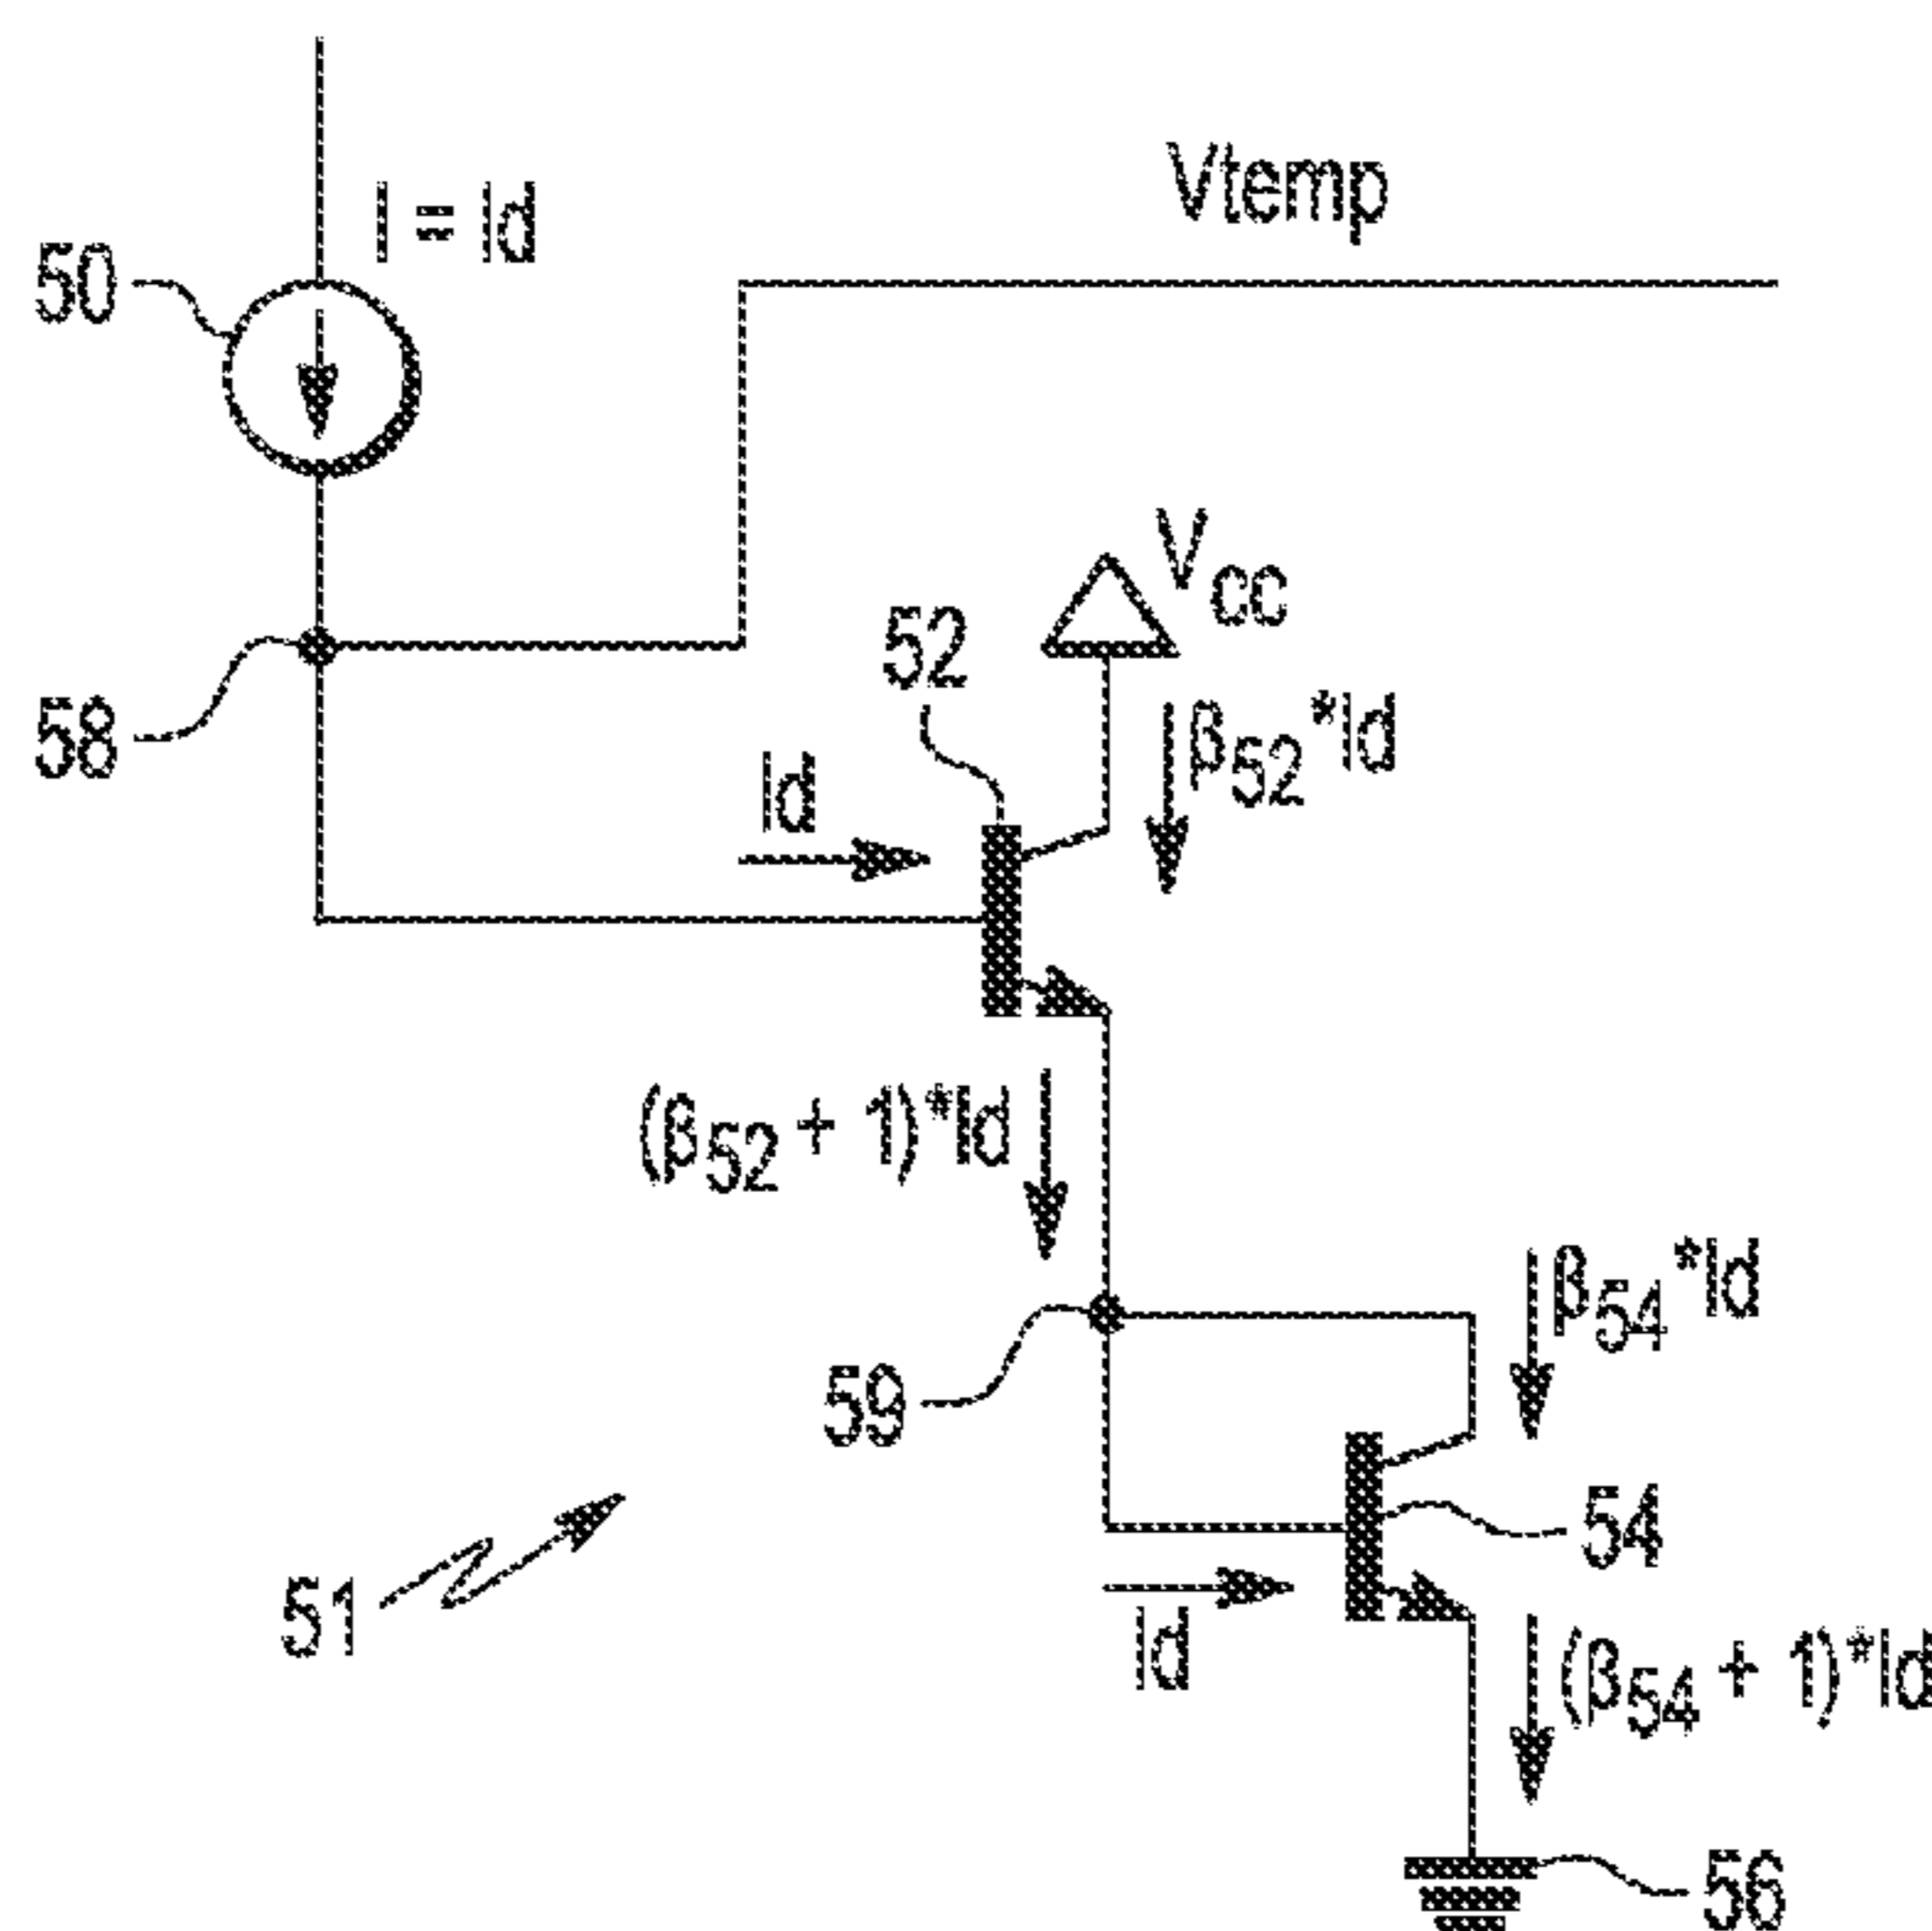 Vtemp
I = Id
50
VCC
52
58
β52*Id
Id
(β52 + 1)*Id
β54*Id
59
54
51
Id
(β54 + 1)*Id
56